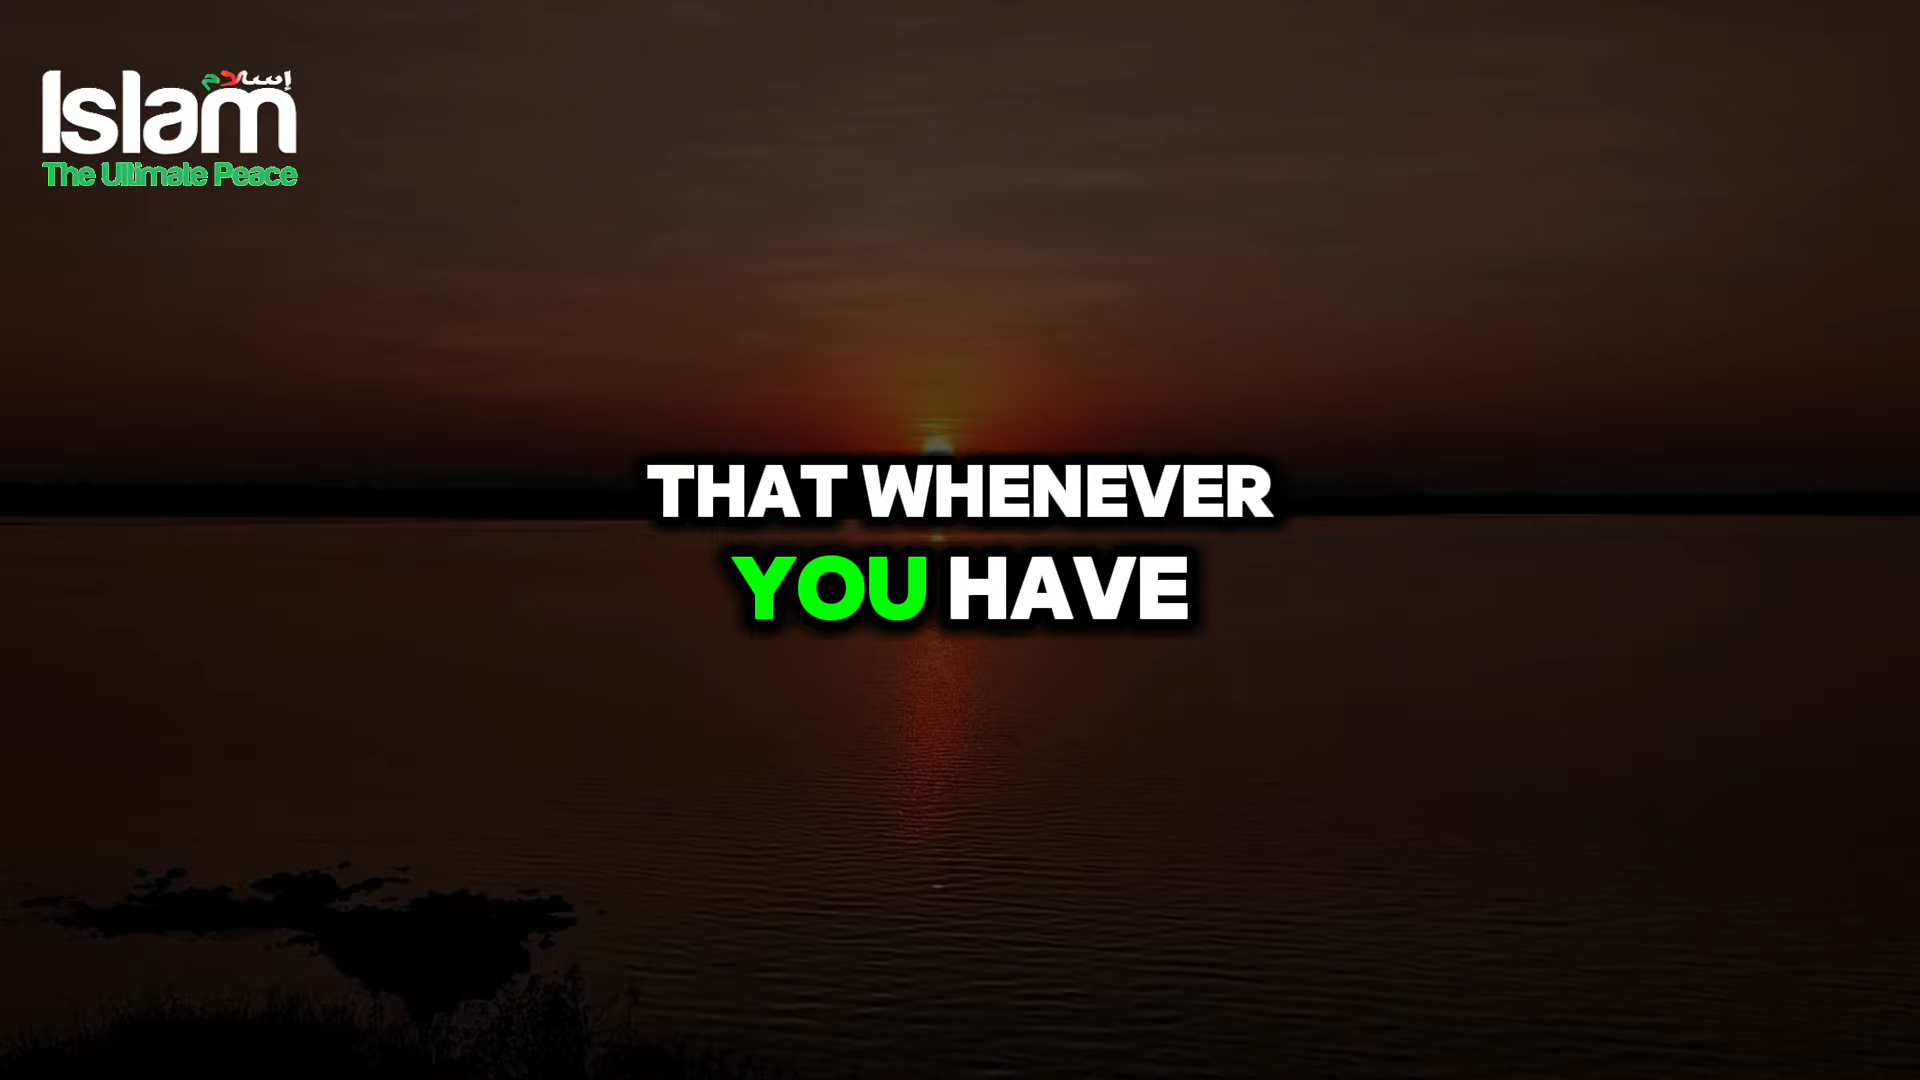 إسلام
Islam
The Ultimate Peace
THAT WHENEVER
YOU HAVE